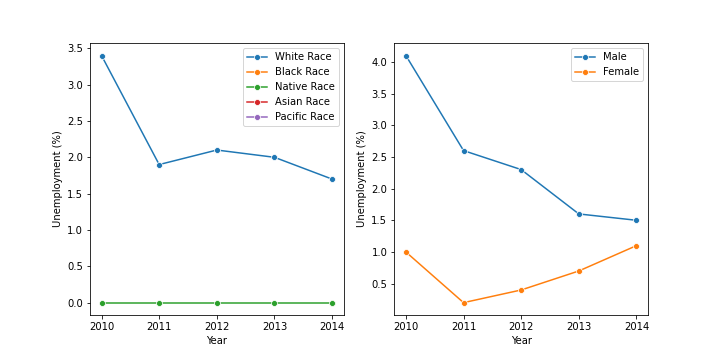 Unemployment (%)
3.5
3.0
2.5
2.0
1.5
1.0
0.5
0.0
2010 2011 2012 2013 2014
Year
White Race
Black Race
Native Race
Asian Race
Pacific Race
Unemployment (%)
4.0
3.5
3.0
2.5
2.0
1.5
1.0
0.5
2010 2011 2012 2013 2014
Year
Male
Female